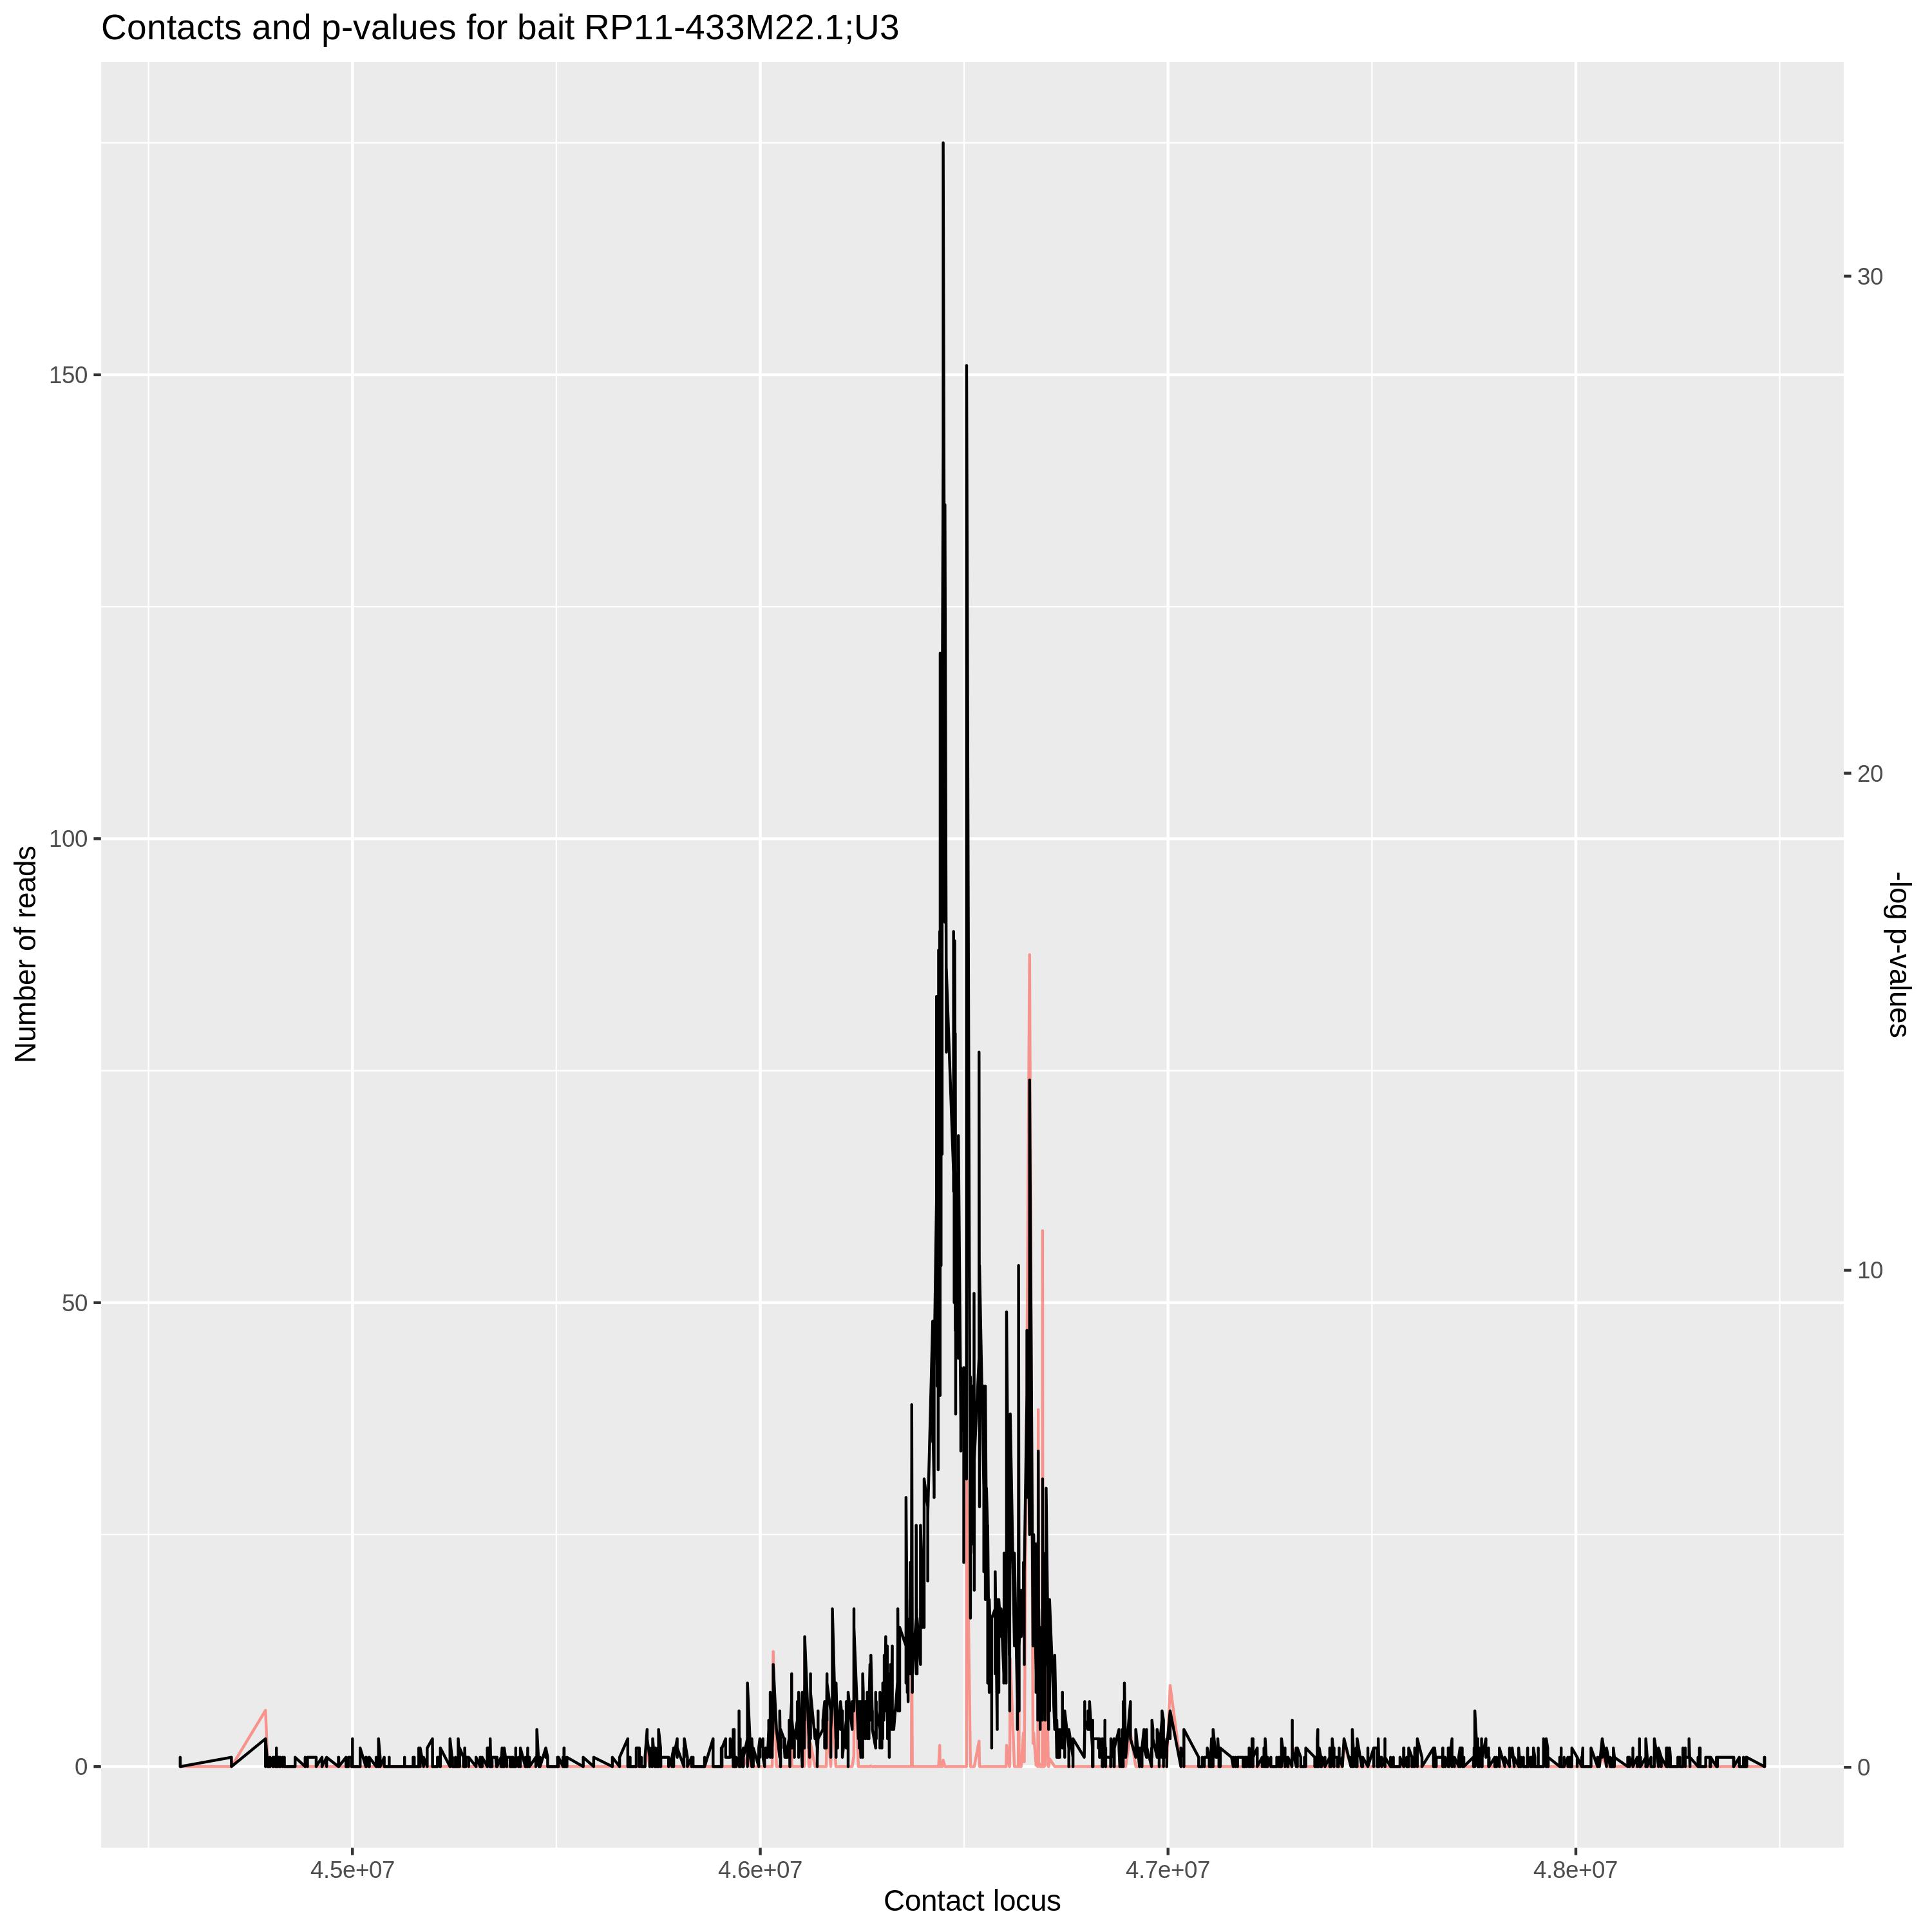 Contacts and p-values for bait RP11-433M22.1;U3
150
100
50
0
30
20
10
0
Number of reads
-log p-values
4.5e+07
4.6e+07
4.7e+07
4.8e+07
Contact locus